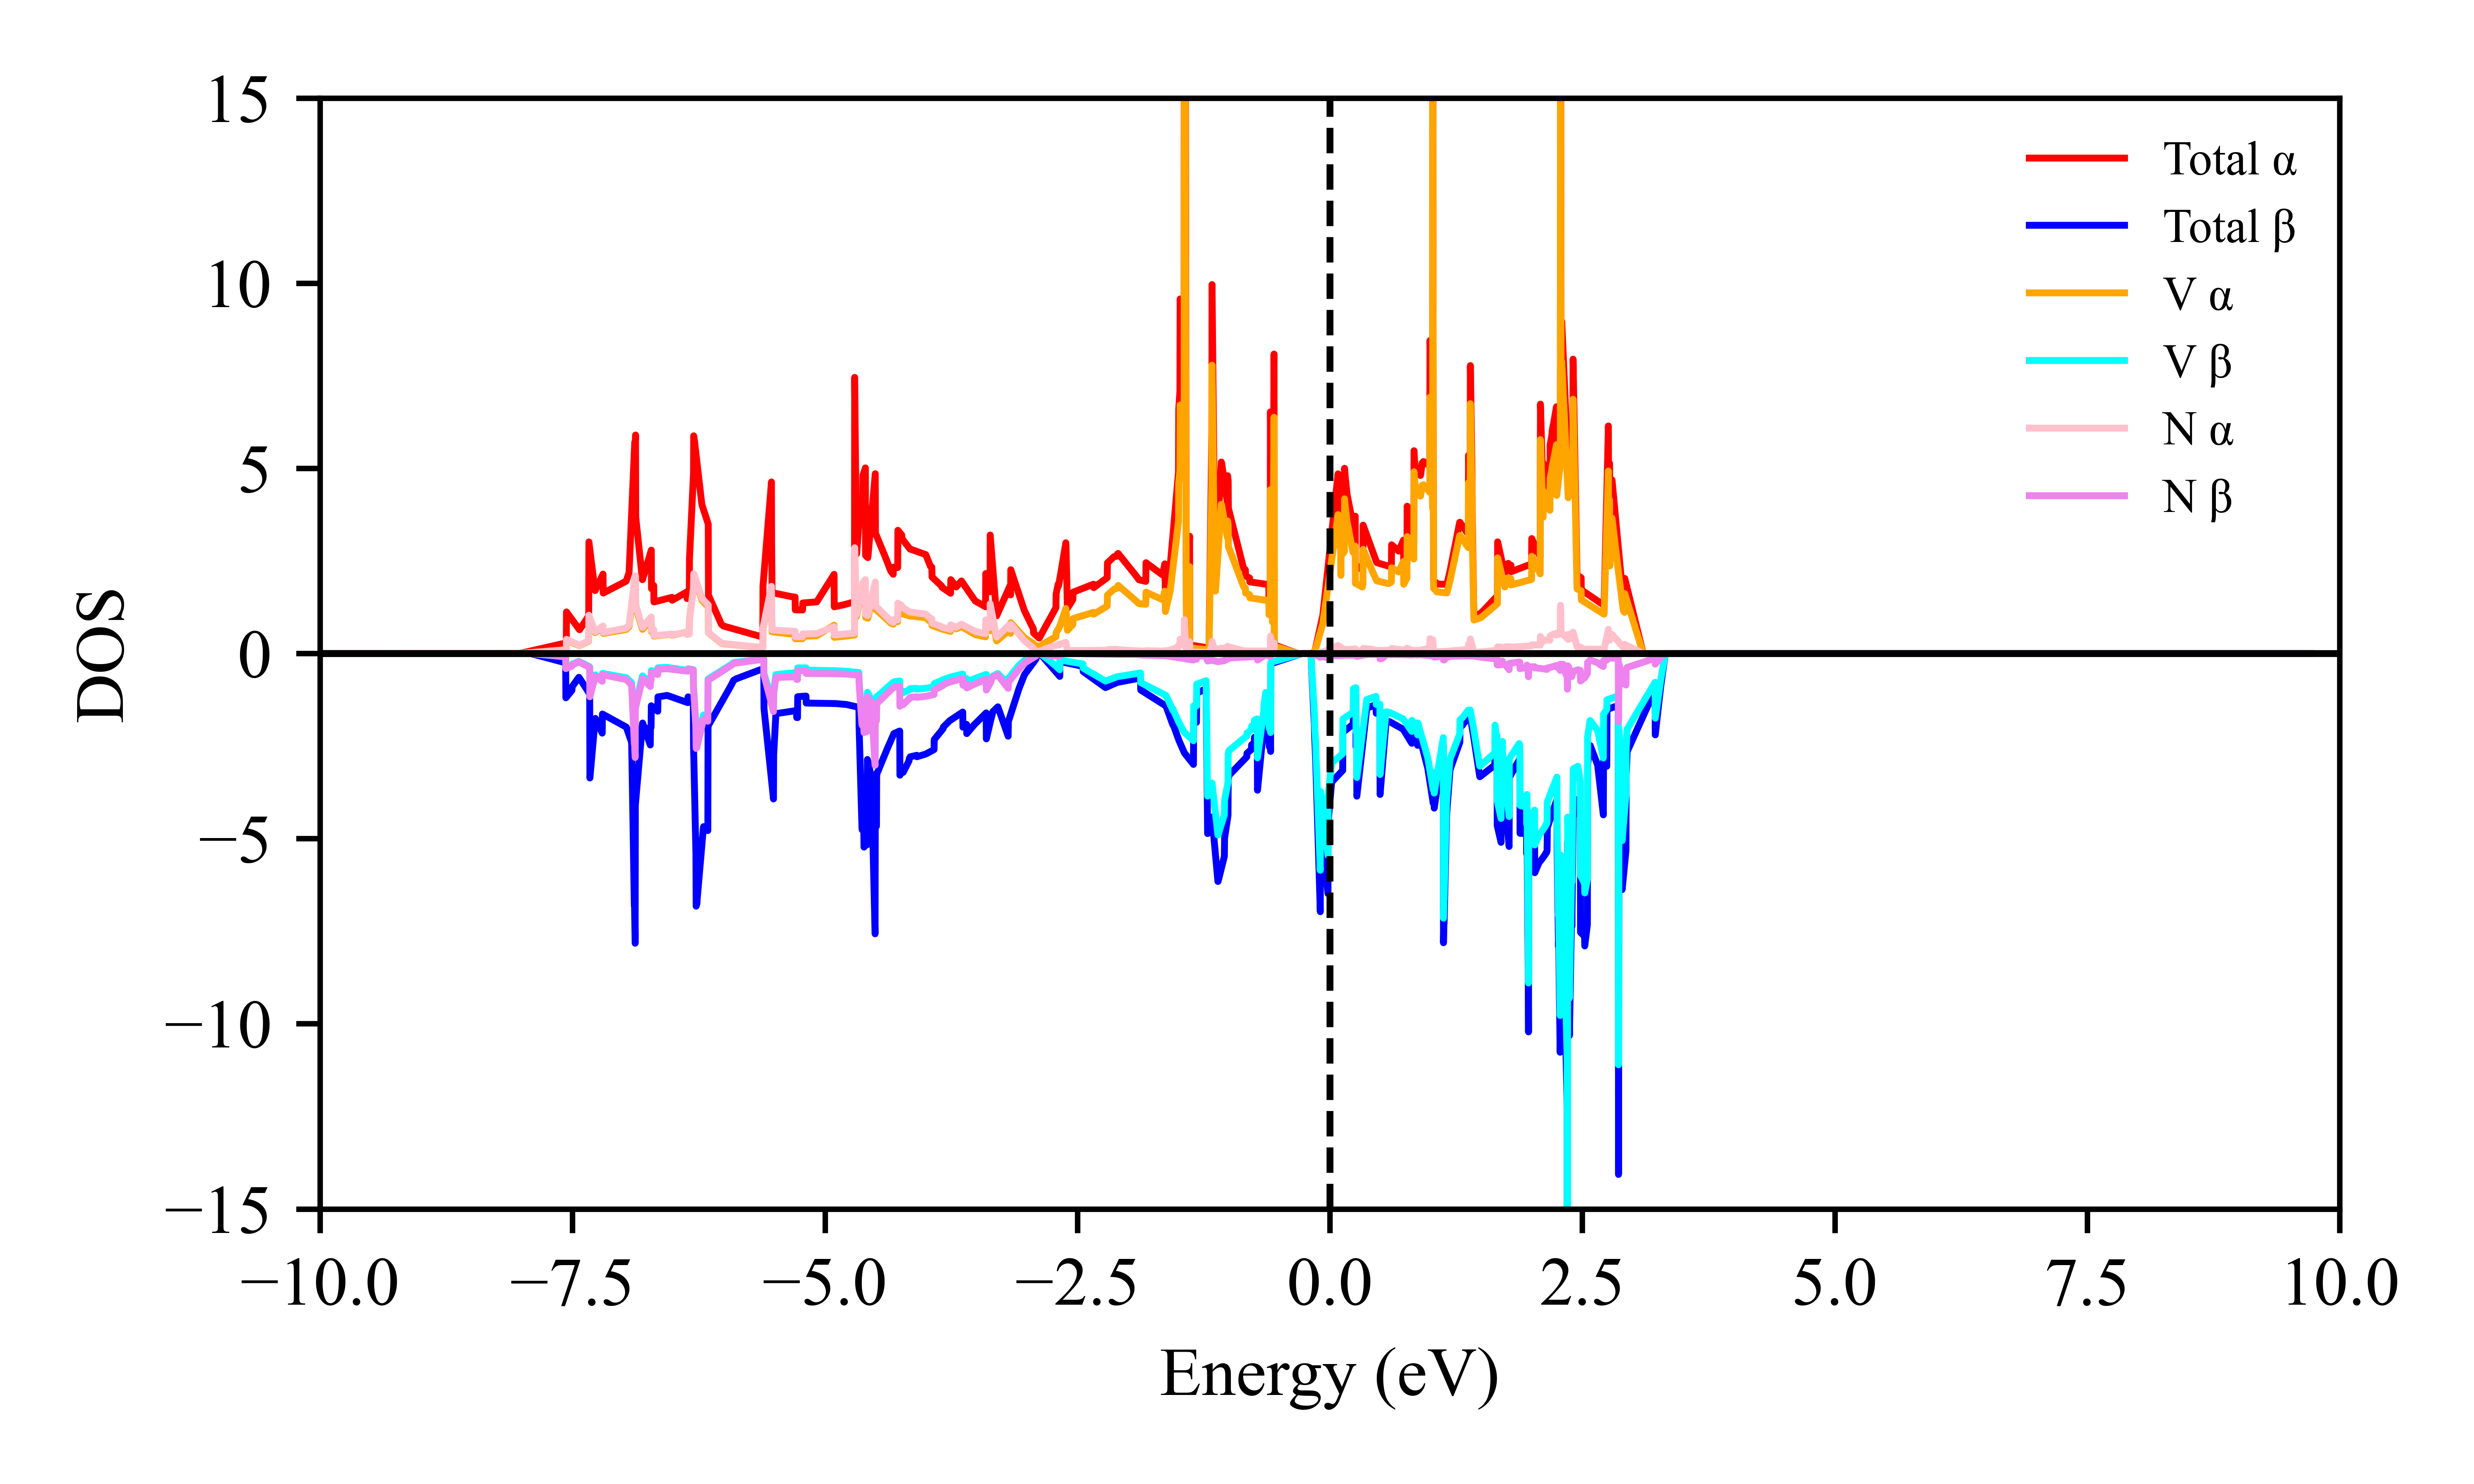 15
10
5
0
−5
−10
−15
DOS
Total α
Total β
V α
V β
N α
N β
−10.0 −7.5 −5.0 −2.5 0.0 2.5 5.0 7.5 10.0
Energy (eV)